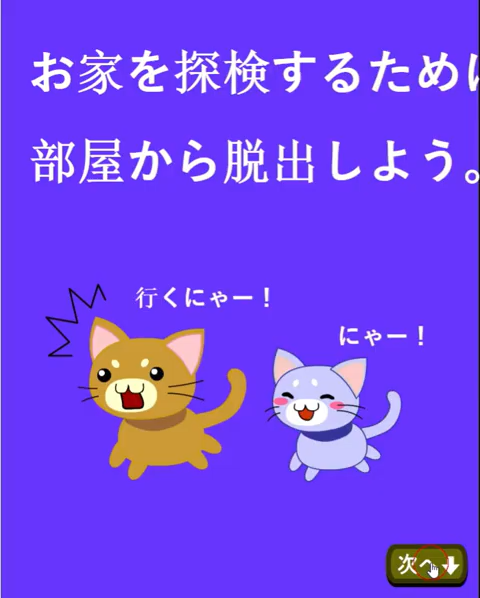 お家を探検するために
部屋から脱出しよう。
行くにゃー！
にゃー！
次へ